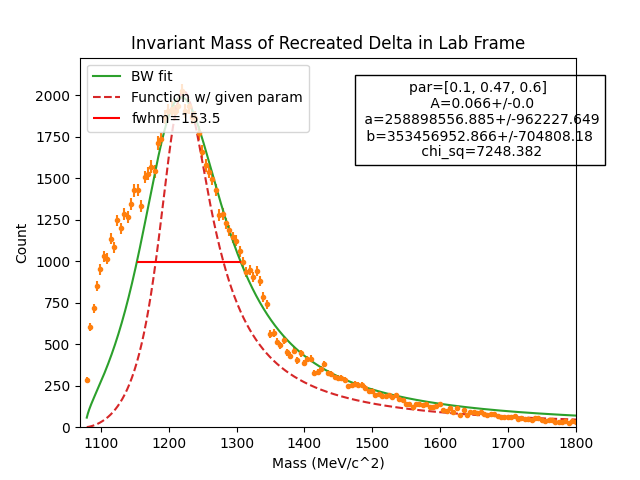 Invariant Mass of Recreated Delta in Lab Frame
BW fit
Function w/ given param
fwhm=153.5
par=[0.1, 0.47, 0.6]
A=0.066+/-0.0
a=258898556.885+/-962227.649
b=353456952.866+/-704808.18
chi_sq=7248.382
Count
2000
1750
1500
1250
1000
750
500
250
0
1100
1200
1300
1400
1500
1600
1700
1800
Mass (MeV/c^2)